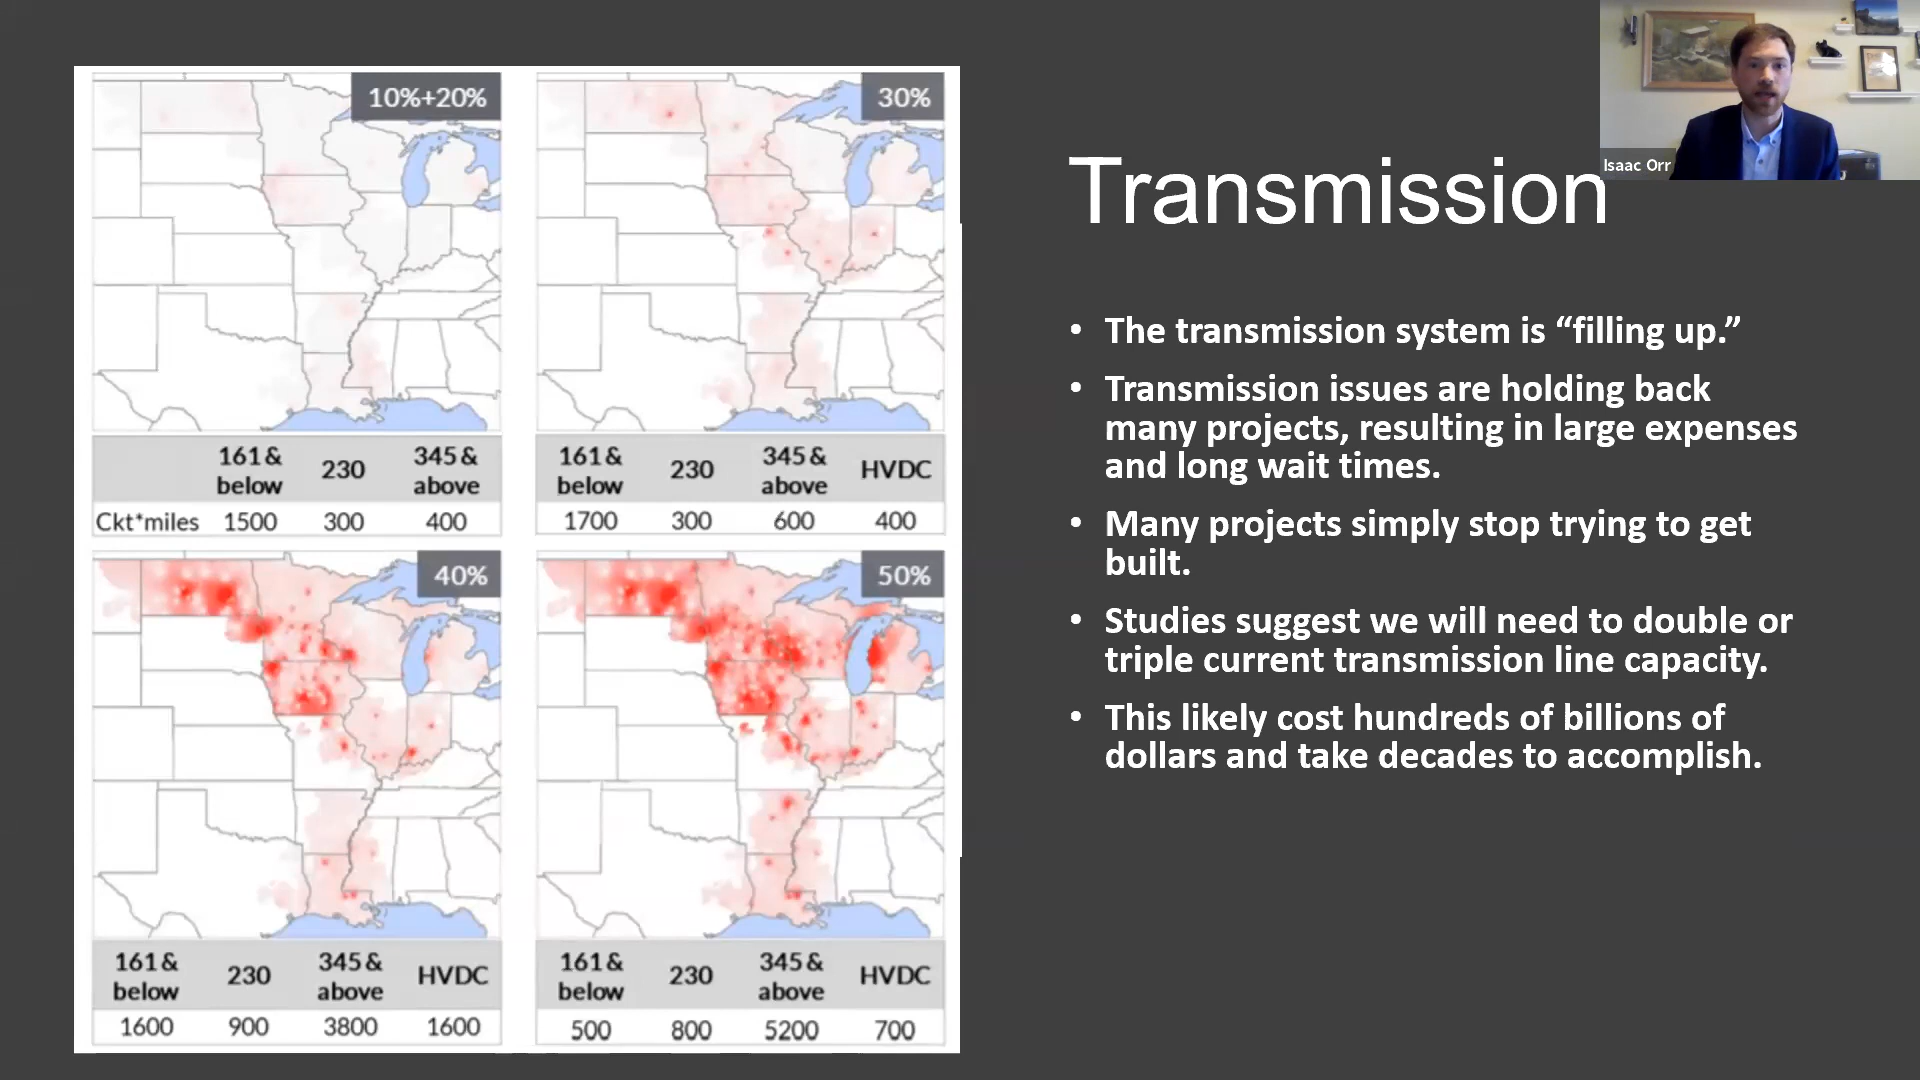 10%+20%
30%
161 & below 230 345 & above
Ckt*miles 1500 300 400
161 & below 230 345 & above HVDC
1700 300 600 400
40%
50%
161 & below 230 345 & above HVDC
1600 900 3800 1600
161 & below 230 345 & above HVDC
500 800 5200 700
Isaac Orr
Transmission
• The transmission system is “filling up.”
• Transmission issues are holding back
many projects, resulting in large expenses
and long wait times.
• Many projects simply stop trying to get
built.
• Studies suggest we will need to double or
triple current transmission line capacity.
• This likely cost hundreds of billions of
dollars and take decades to accomplish.